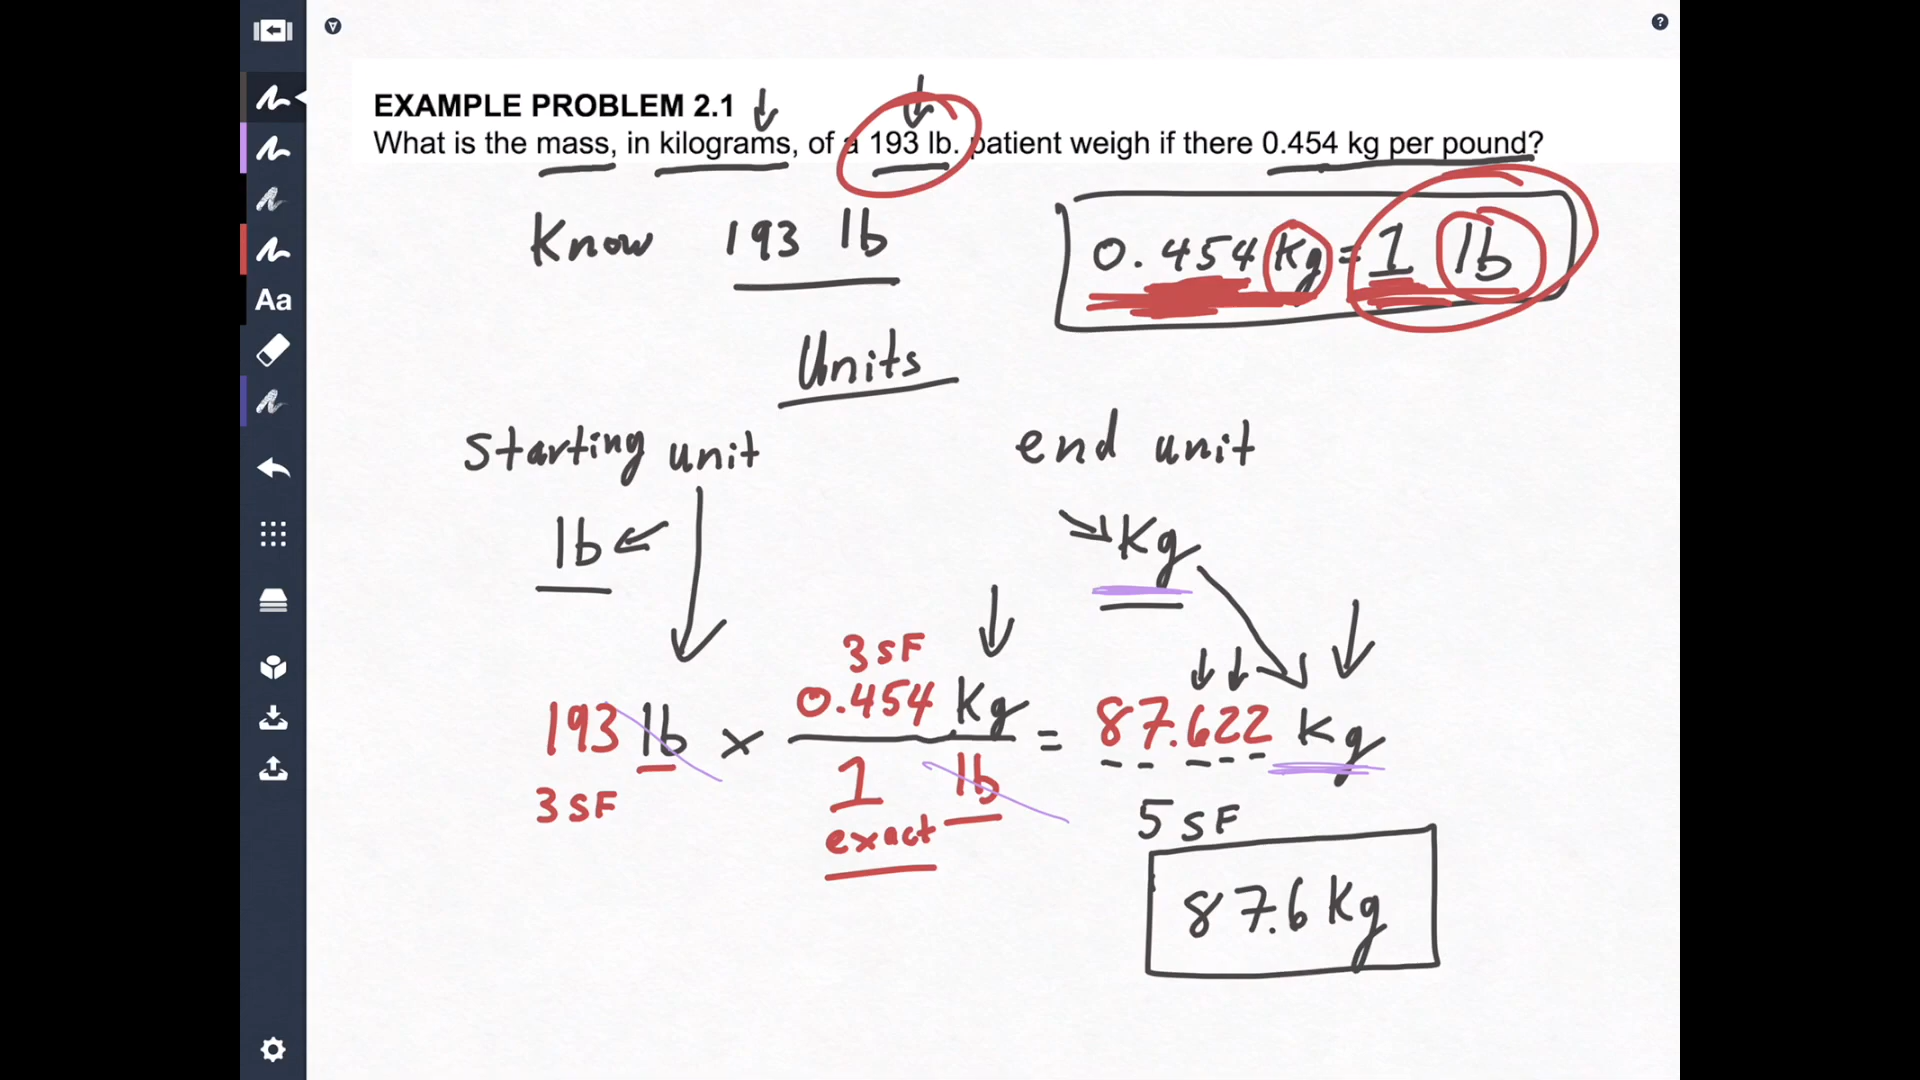 EXAMPLE PROBLEM 2.1
What is the mass, in kilograms, of a 193 lb. patient weigh if there 0.454 kg per pound?
Know 193 lb
0.454 kg = 1 lb
Units
Starting unit
end unit
lb
Kg
3 SF
193 lb × 0.454 Kg = 87.622 Kg
1 lb
3 SF
exact
5 SF
87.6 Kg
Aa
?